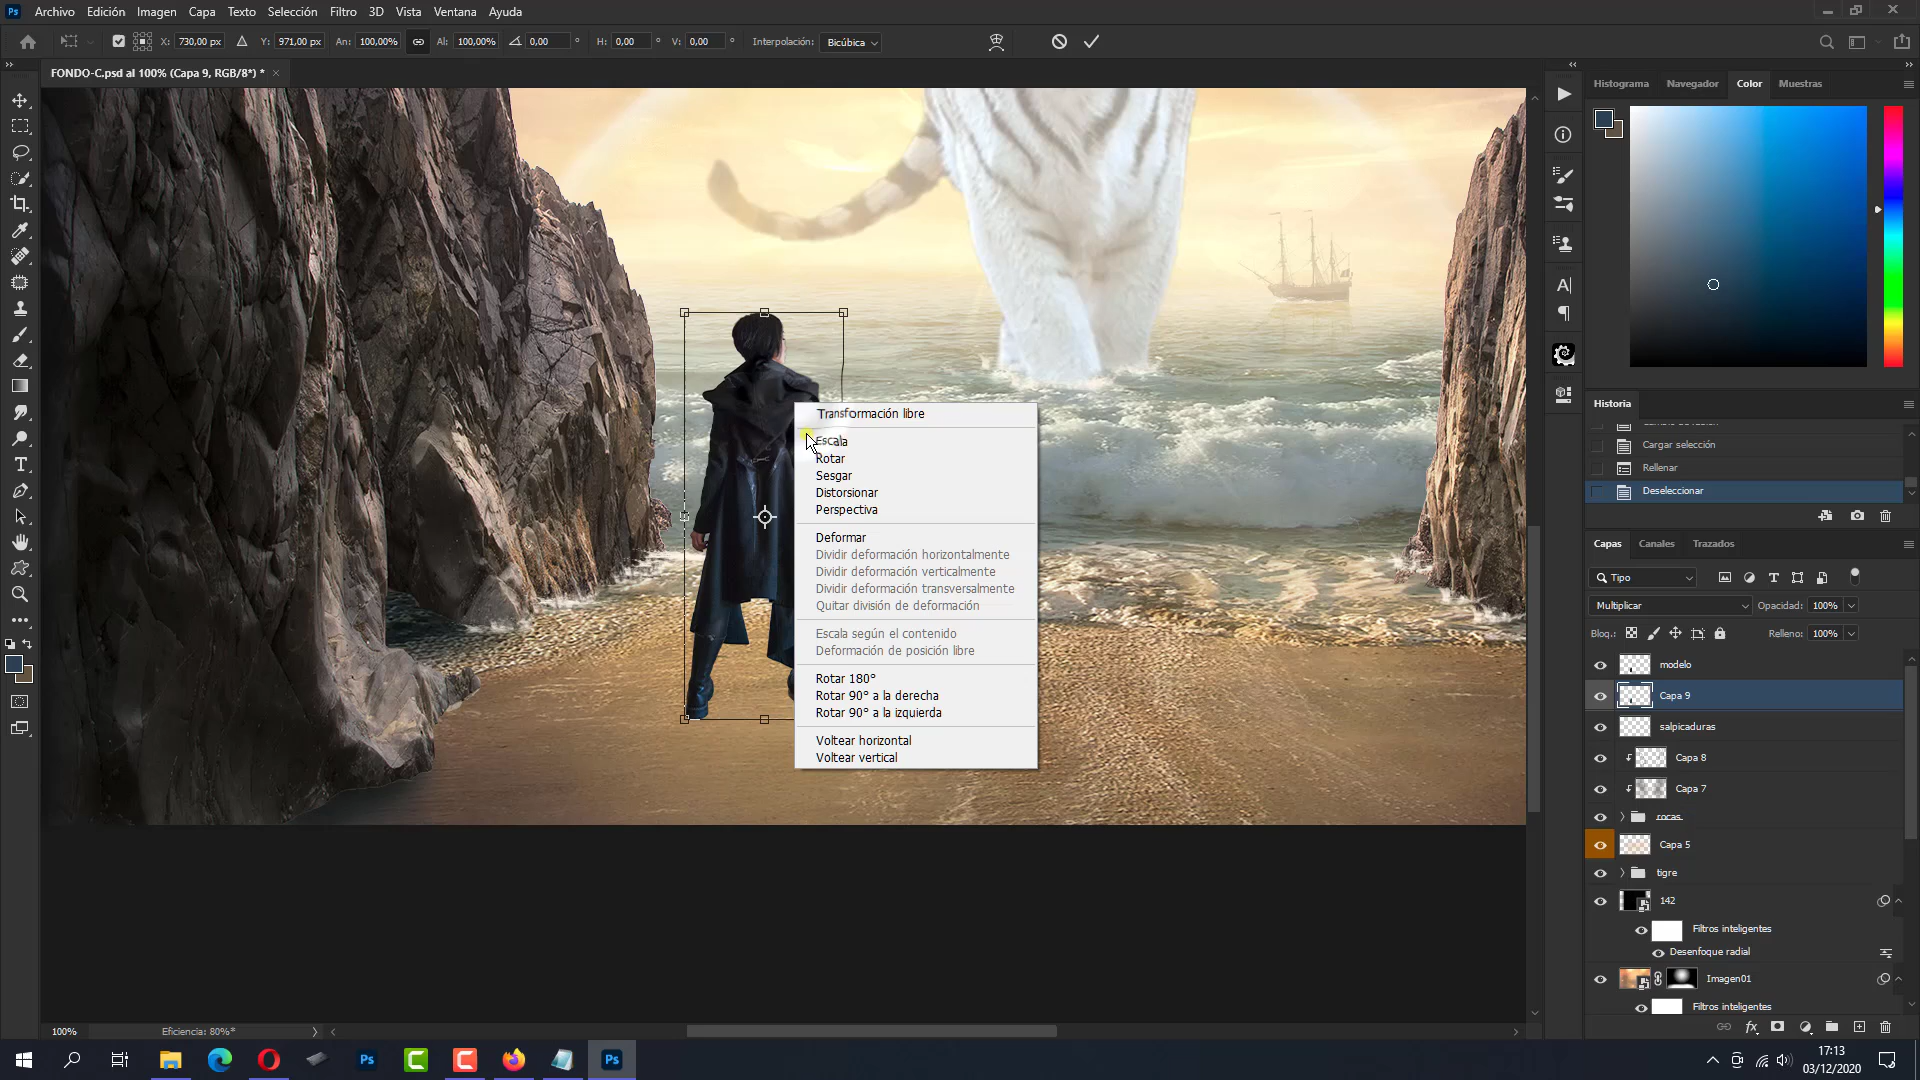 Ps Archivo Edición Imagen Capa Texto Selección Filtro 3D Vista Ventana Ayuda
X: 730,00 px Y: 971,00 px An: 100,00% Al: 100,00% 0,00 ° H: 0,00 ° V: 0,00 ° Interpolación: Bicúbica
FONDO-C.psd al 100% (Capa 9, RGB/8*) * ×
Histograma Navegador Color Muestras
Transformación libre
Escala
Rotar
Sesgar
Distorsionar
Perspectiva
Deformar
Dividir deformación horizontalmente
Dividir deformación verticalmente
Dividir deformación transversalmente
Quitar división de deformación
Escala según el contenido
Deformación de posición libre
Rotar 180°
Rotar 90° a la derecha
Rotar 90° a la izquierda
Voltear horizontal
Voltear vertical
Historia
Cargar selección
Rellenar
Deseleccionar
Capas Canales Trazados
Tipo
Multiplicar Opacidad: 100%
Bloq.: Relleno: 100%
modelo
Capa 9
salpicaduras
Capa 8
Capa 7
rocas
Capa 5
tigre
142
Filtros inteligentes
Desenfoque radial
Imagen01
Filtros inteligentes
100% Eficiencia: 80%*
Ps Ps
17:13
03/12/2020